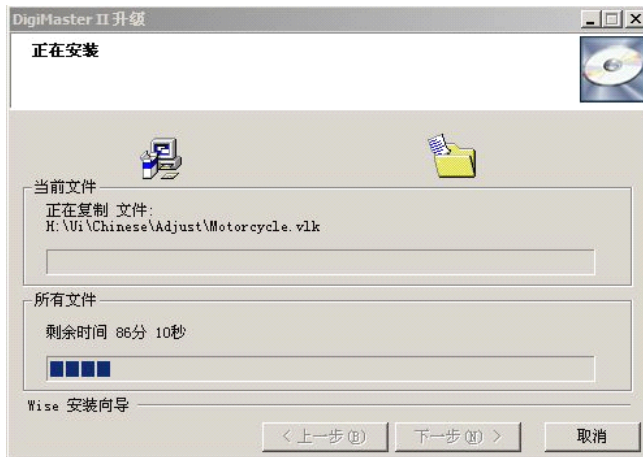 DigiMaster II 升级
正在安装
当前文件
正在复制 文件:
H:\Ui\Chinese\Adjust\Motorcycle.vlk
所有文件
剩余时间 86分 10秒
Wise 安装向导
< 上一步(B)
下一步(N) >
取消